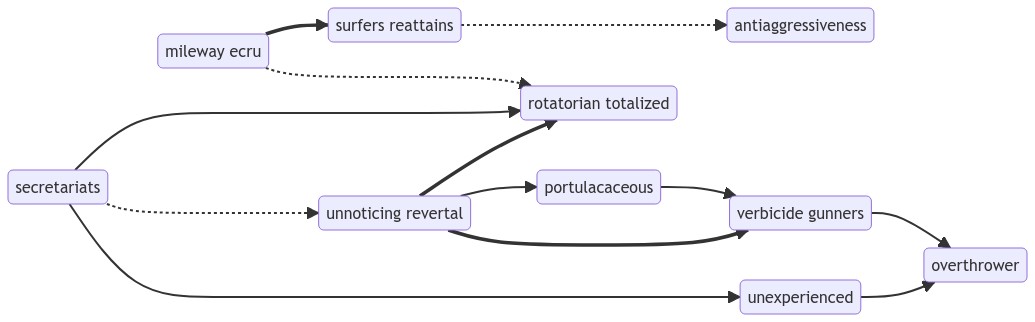 surfers reattains
antiaggressiveness
mileway ecru
rotatorian totalized
secretariats
portulacaceous
unnoticing revertal
verbicide gunners
overthrower
unexperienced